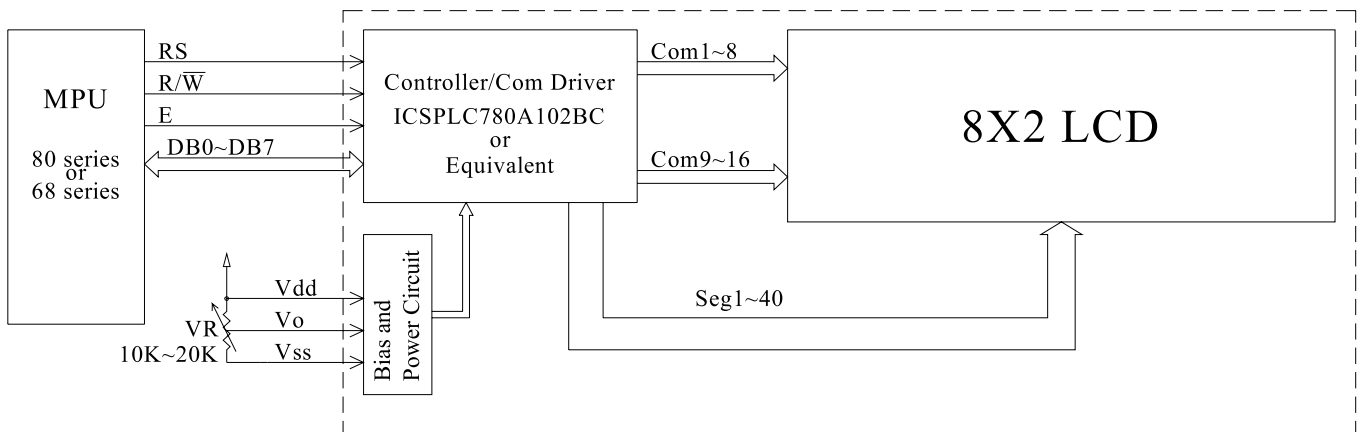 MPU
80 series
or
68 series
RS
R/W̅
E
DB0~DB7
Controller/Com Driver
ICSPLC780A102BC
or
Equivalent
Com1~8
Com9~16
8X2 LCD
Vdd
VR
Vo
10K~20K
Vss
Bias and
Power Circuit
Seg1~40